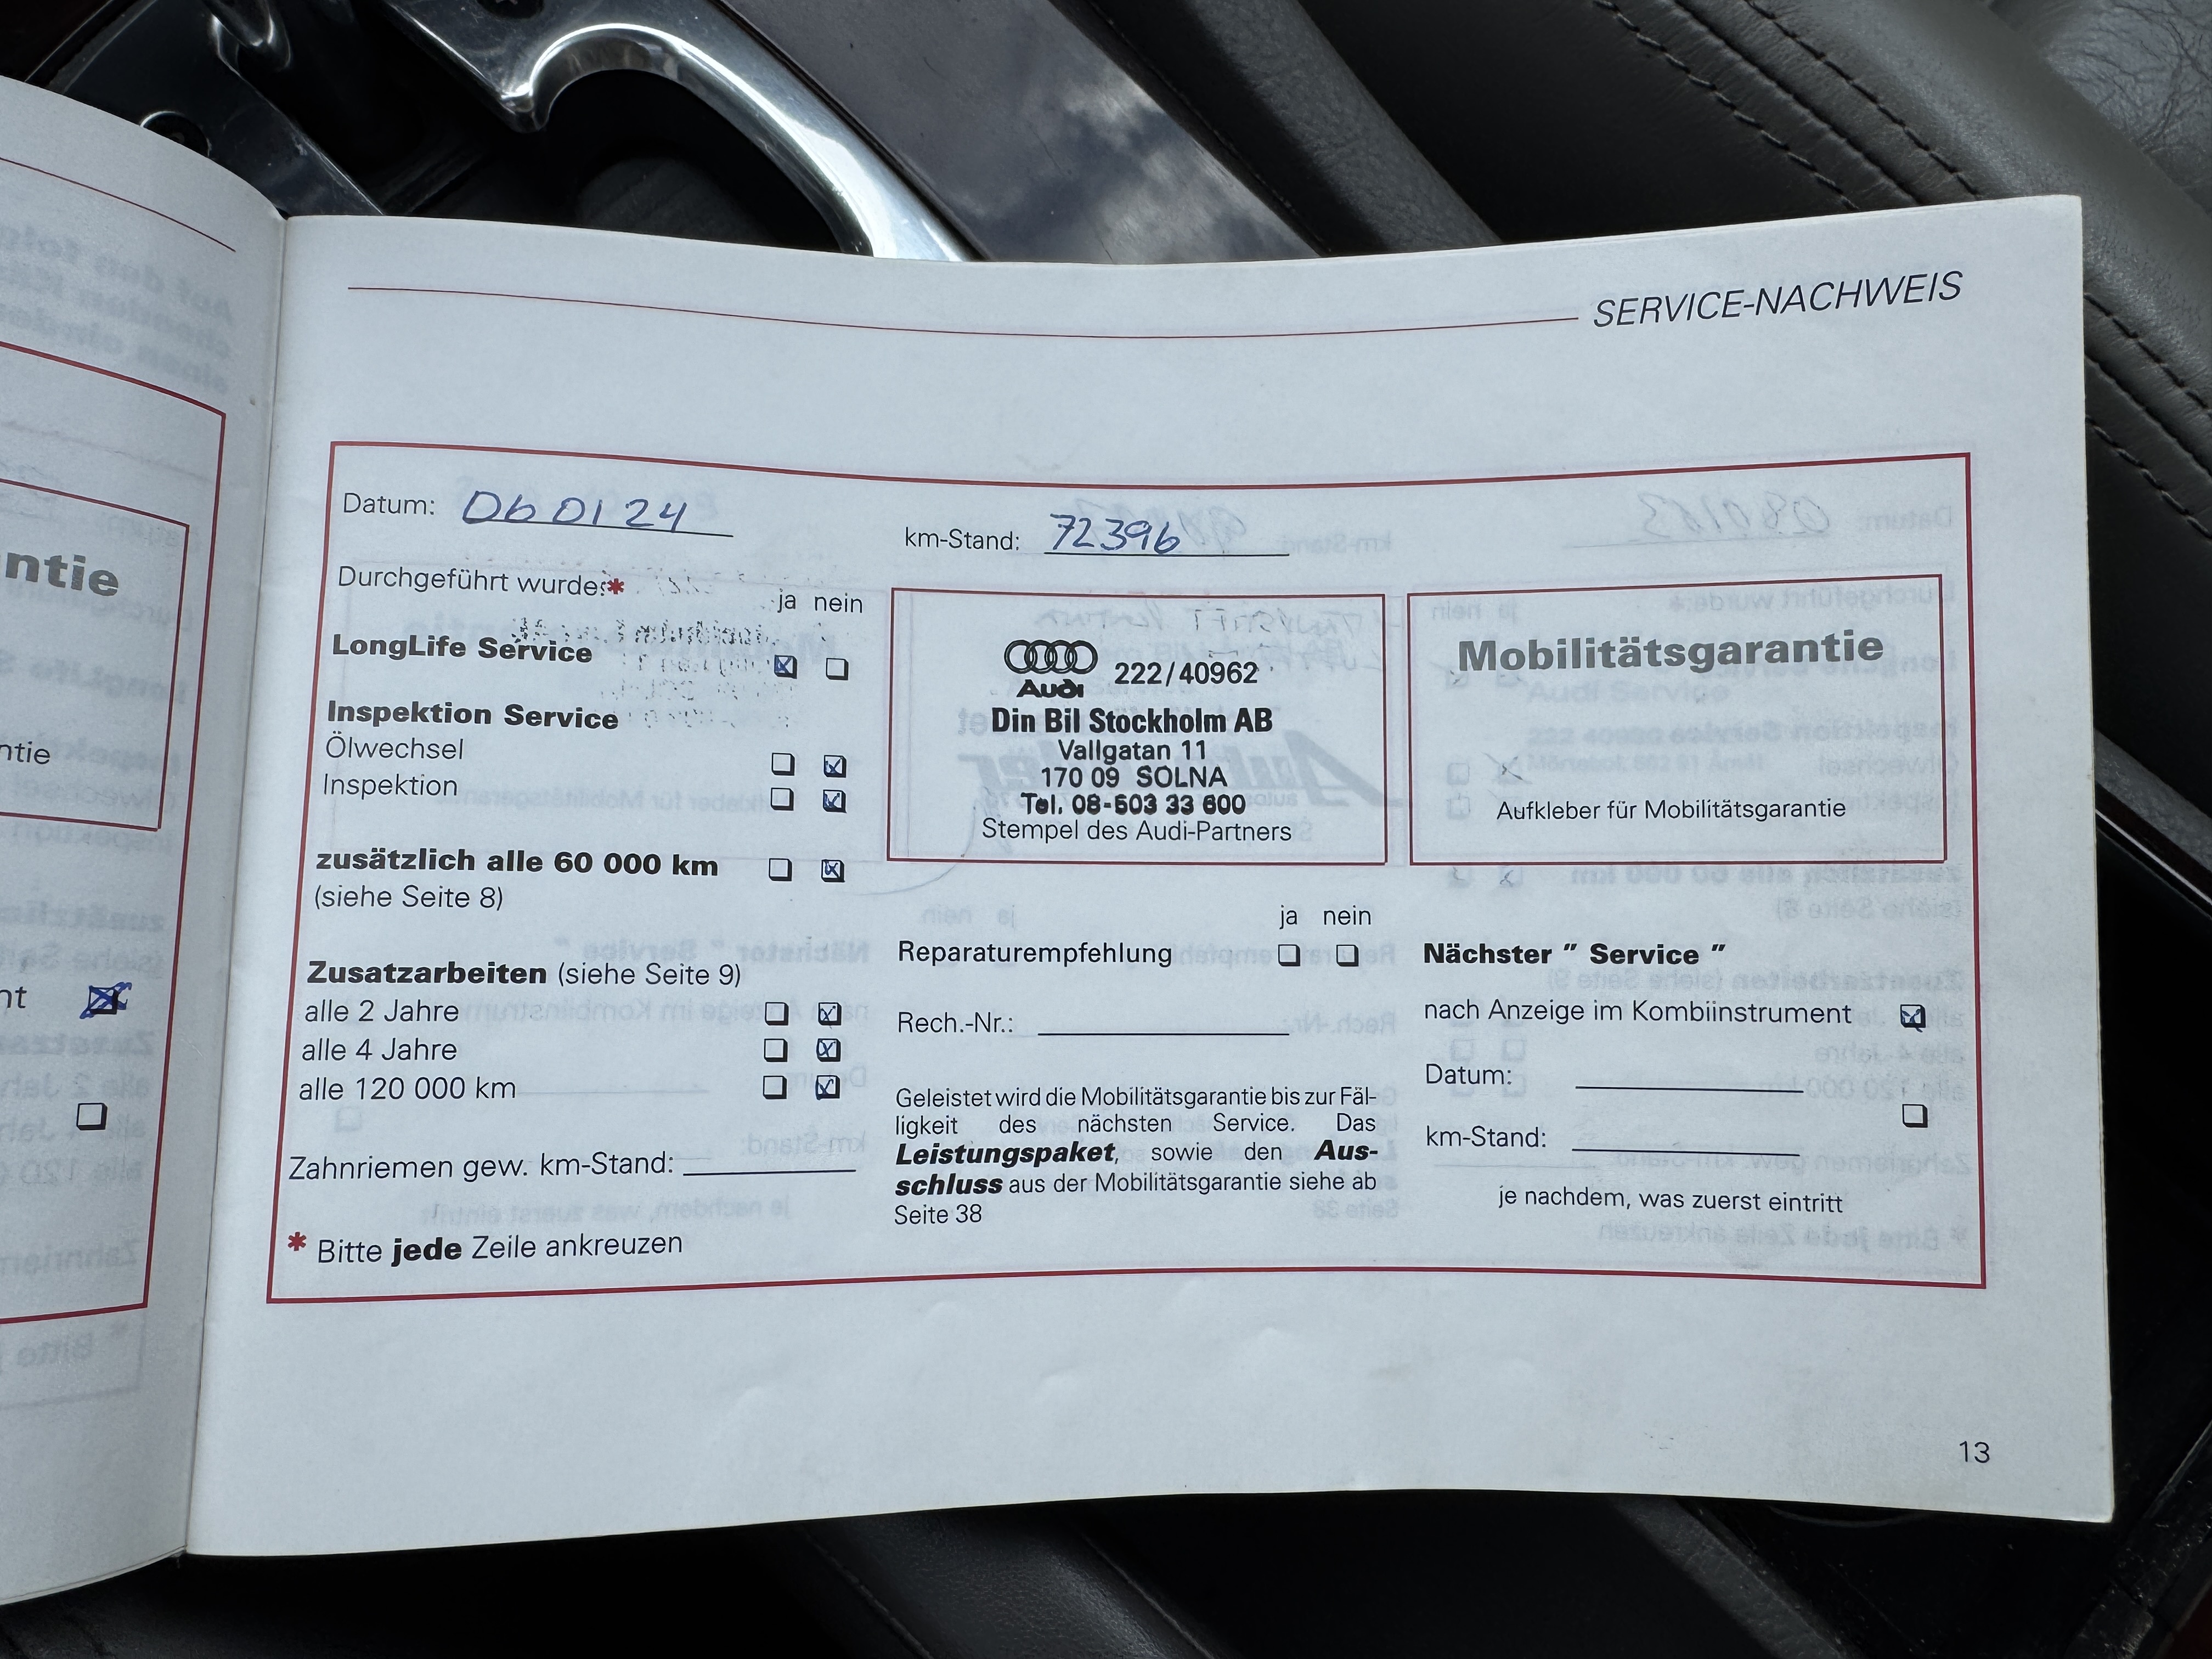 SERVICE-NACHWEIS
ntie
ntie
nt
Datum: 060124
km-Stand: 72396
Durchgeführt wurde:*
ja nein
LongLife Service
Inspektion Service
Ölwechsel
Inspektion
zusätzlich alle 60 000 km
(siehe Seite 8)
Zusatzarbeiten (siehe Seite 9)
alle 2 Jahre
alle 4 Jahre
alle 120 000 km
Zahnriemen gew. km-Stand:
* Bitte jede Zeile ankreuzen
Audi 222/40962
Din Bil Stockholm AB
Vallgatan 11
170 09 SOLNA
Tel. 08-503 33 600
Stempel des Audi-Partners
ja nein
Reparaturempfehlung
Rech.-Nr.:
Geleistet wird die Mobilitätsgarantie bis zur Fäl-
ligkeit des nächsten Service. Das
Leistungspaket, sowie den Aus-
schluss aus der Mobilitätsgarantie siehe ab
Seite 38
Mobilitätsgarantie
Aufkleber für Mobilitätsgarantie
Nächster " Service "
nach Anzeige im Kombiinstrument
Datum:
km-Stand:
je nachdem, was zuerst eintritt
13